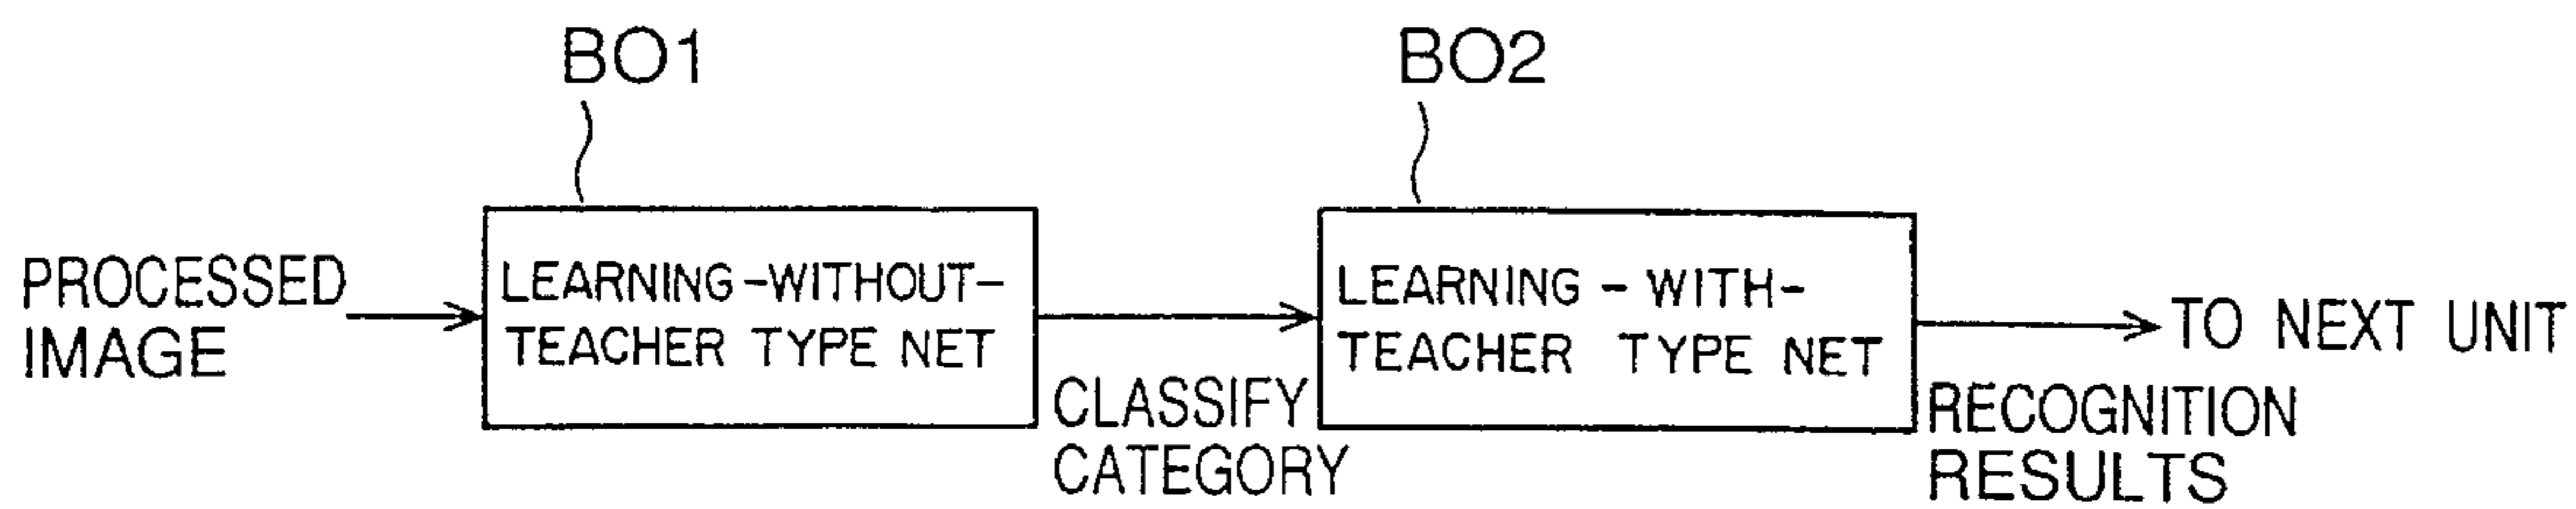 BO1
BO2
PROCESSED
IMAGE
LEARNING-WITHOUT-
TEACHER TYPE NET
CLASSIFY
CATEGORY
LEARNING-WITH-
TEACHER TYPE NET
RECOGNITION
RESULTS
TO NEXT UNIT